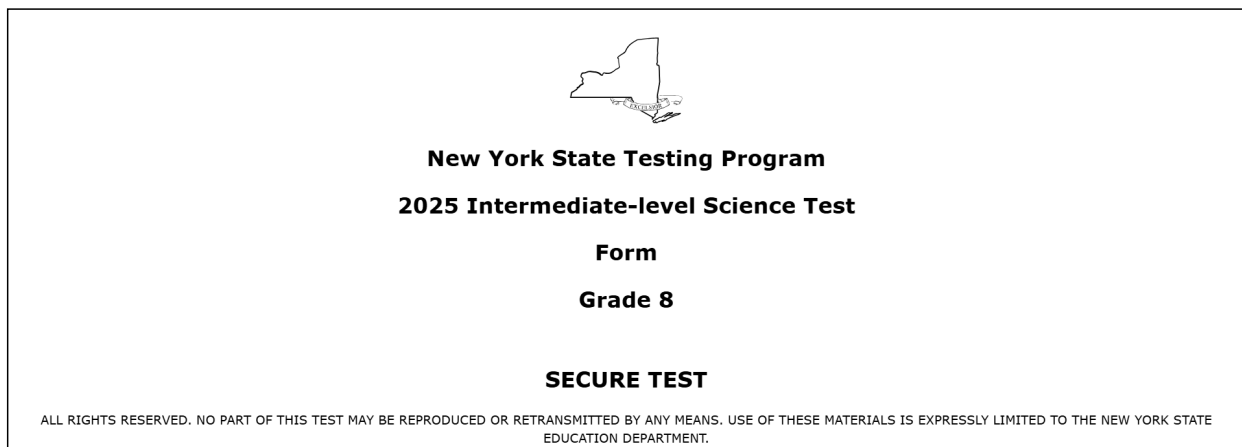 EXCELSIOR
New York State Testing Program
2025 Intermediate-level Science Test
Form
Grade 8
SECURE TEST
ALL RIGHTS RESERVED. NO PART OF THIS TEST MAY BE REPRODUCED OR RETRANSMITTED BY ANY MEANS. USE OF THESE MATERIALS IS EXPRESSLY LIMITED TO THE NEW YORK STATE
EDUCATION DEPARTMENT.